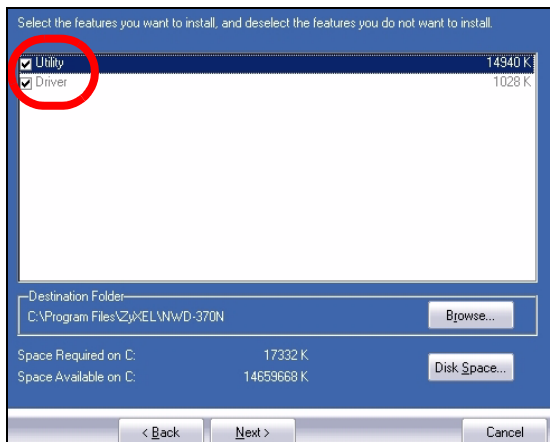 Select the features you want to install, and deselect the features you do not want to install.
Utility 14940 K
Driver 1028 K
Destination Folder
C:\Program Files\ZyXEL\NWD-370N
Browse...
Space Required on C: 17332 K
Space Available on C: 14659668 K
Disk Space...
< Back Next > Cancel